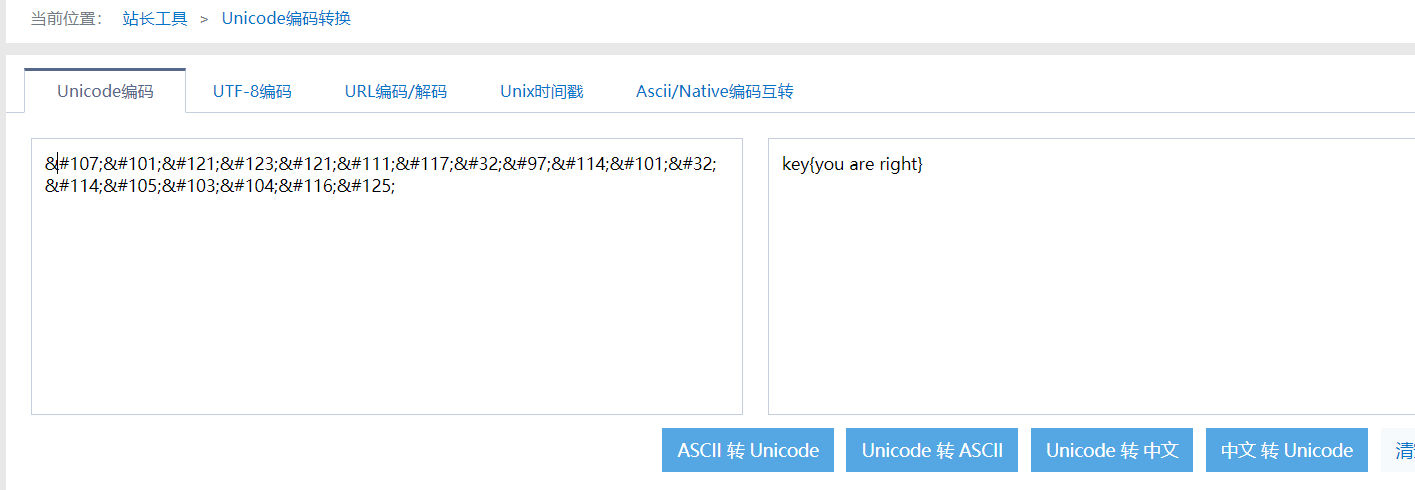 当前位置： 站长工具 > Unicode编码转换
Unicode编码 UTF-8编码 URL编码/解码 Unix时间戳 Ascii/Native编码互转
&#107;&#101;&#121;&#123;&#121;&#111;&#117;&#32;&#97;&#114;&#101;&#32;
&#114;&#105;&#103;&#104;&#116;&#125;
key{you are right}
ASCII 转 Unicode Unicode 转 ASCII Unicode 转 中文 中文 转 Unicode 清